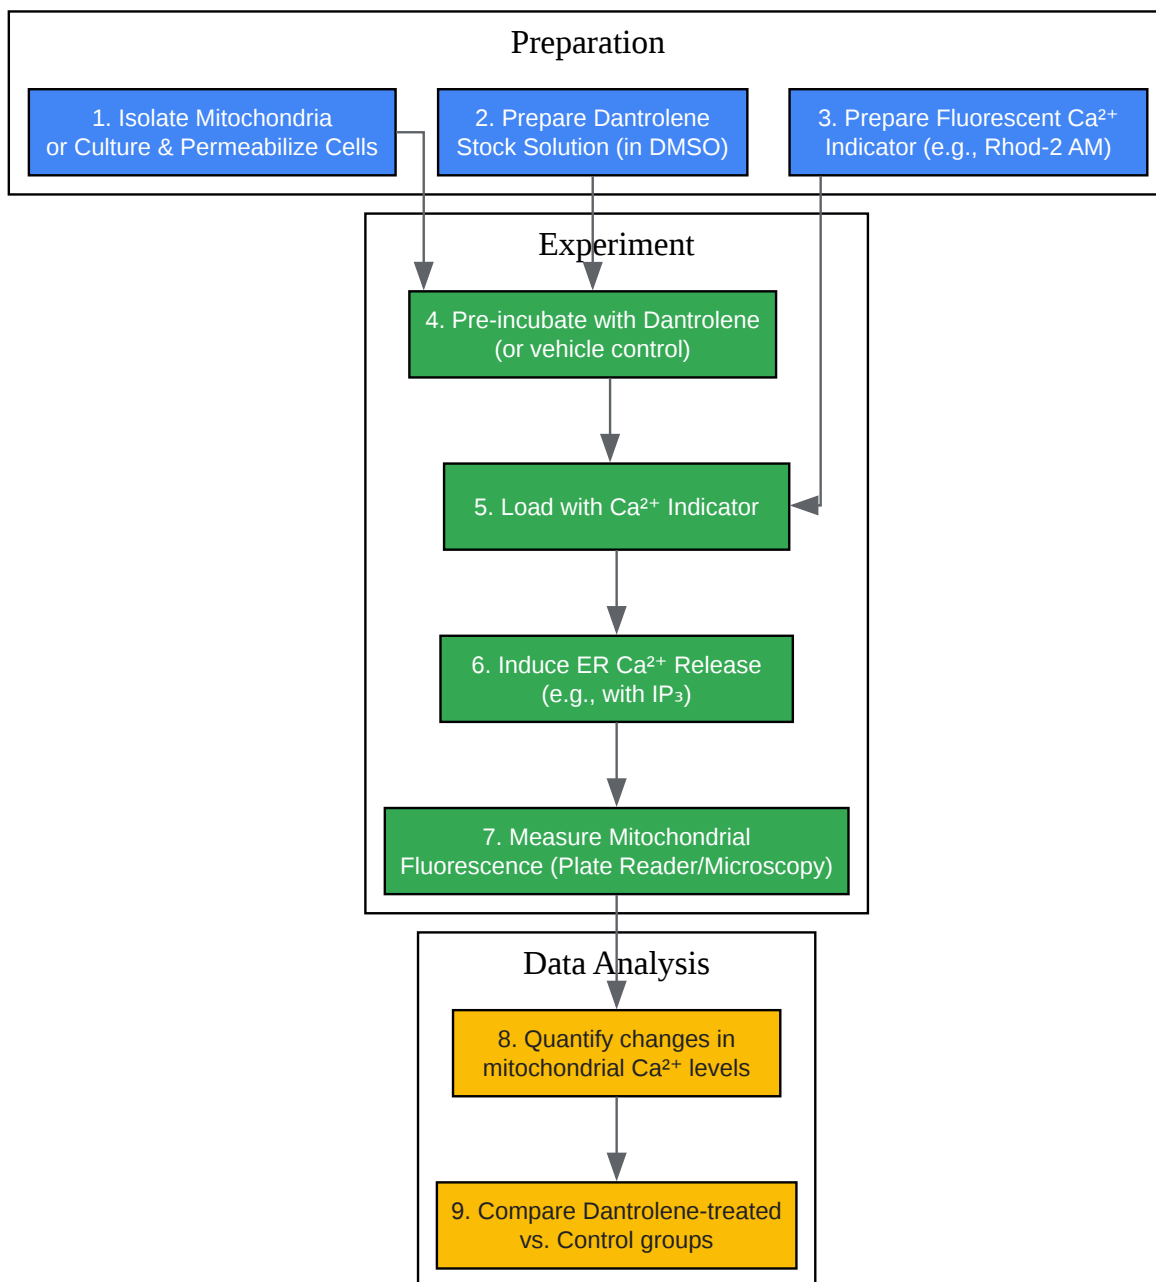 Preparation
1. Isolate Mitochondria
or Culture & Permeabilize Cells
2. Prepare Dantrolene
Stock Solution (in DMSO)
3. Prepare Fluorescent Ca²⁺
Indicator (e.g., Rhod-2 AM)
Experiment
4. Pre-incubate with Dantrolene
(or vehicle control)
5. Load with Ca²⁺ Indicator
6. Induce ER Ca²⁺ Release
(e.g., with IP₃)
7. Measure Mitochondrial
Fluorescence (Plate Reader/Microscopy)
Data Analysis
8. Quantify changes in
mitochondrial Ca²⁺ levels
9. Compare Dantrolene-treated
vs. Control groups